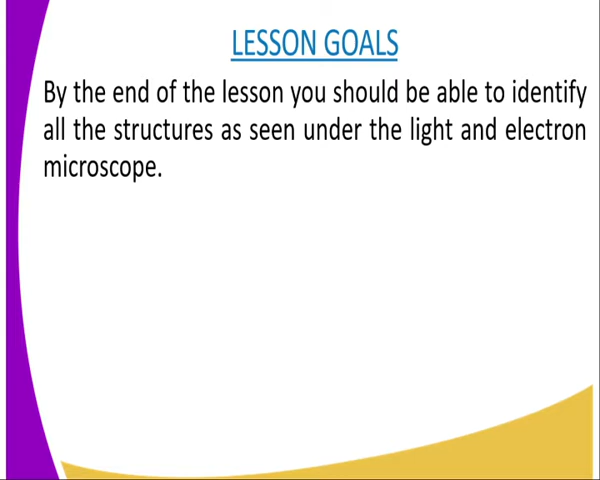 LESSON GOALS
By the end of the lesson you should be able to identify
all the structures as seen under the light and electron
microscope.